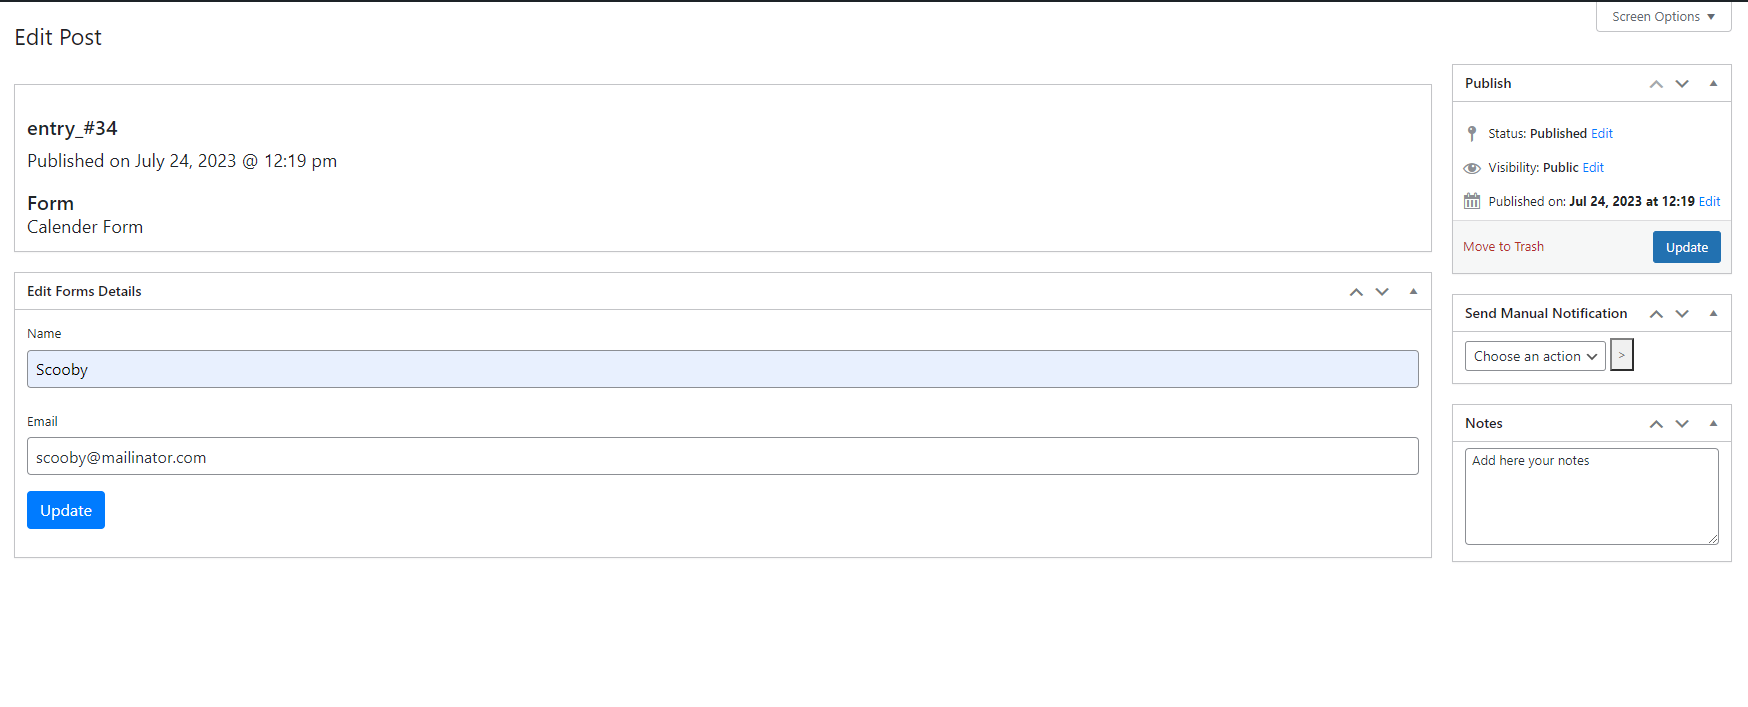 Screen Options
Edit Post
entry_#34
Published on July 24, 2023 @ 12:19 pm
Form
Calender Form
Edit Forms Details
Name
Scooby
Email
scooby@mailinator.com
Update
Publish
Status: Published Edit
Visibility: Public Edit
Published on: Jul 24, 2023 at 12:19 Edit
Move to Trash
Update
Send Manual Notification
Choose an action >
Notes
Add here your notes